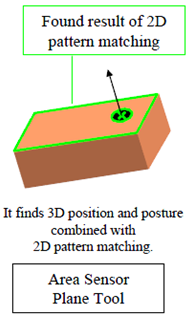 Found result of 2D
pattern matching
It finds 3D position and posture
combined with
2D pattern matching.
Area Sensor
Plane Tool